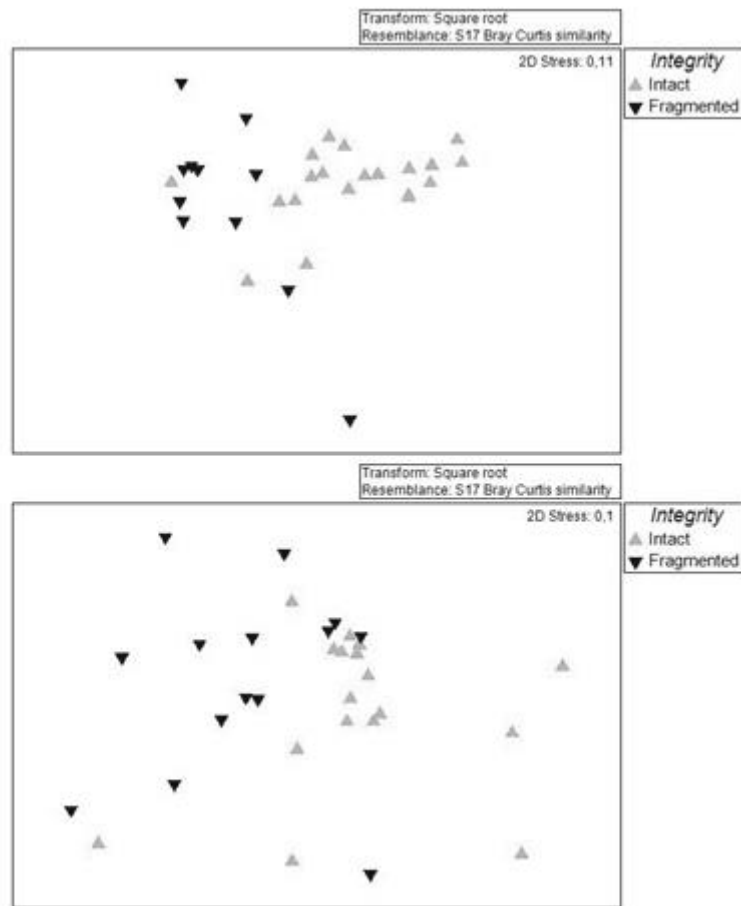 Transform: Square root
Resemblance: S17 Bray Curtis similarity
2D Stress: 0,11
Integrity
Intact
Fragmented
Transform: Square root
Resemblance: S17 Bray Curtis similarity
2D Stress: 0,1
Integrity
Intact
Fragmented